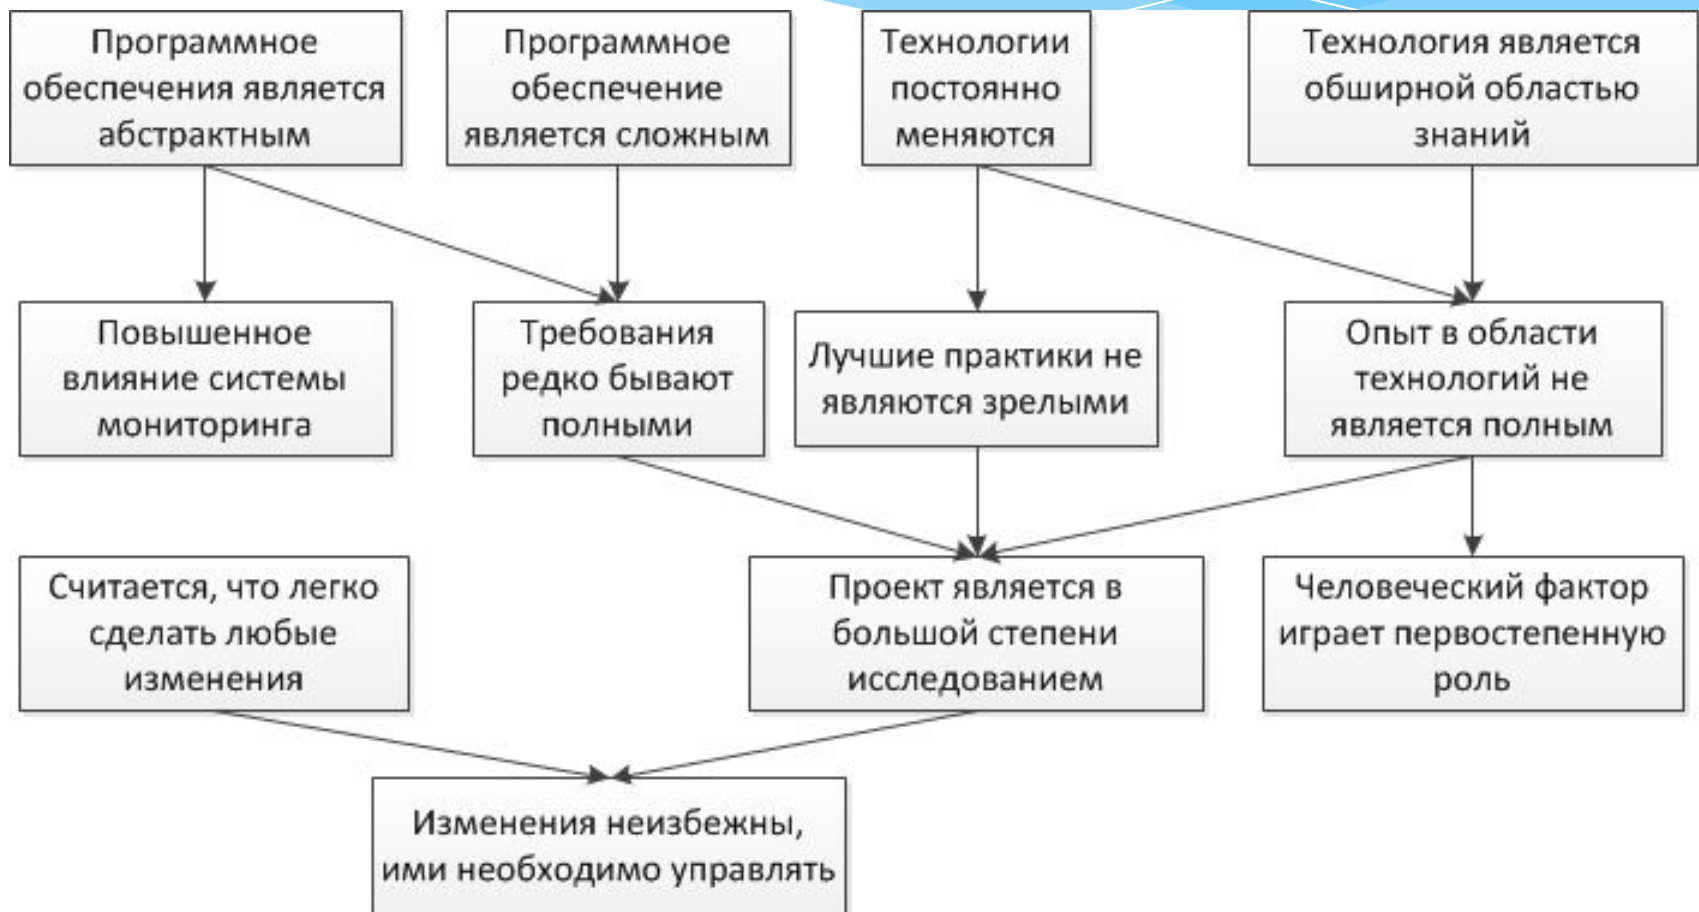 Программное
обеспечения является
абстрактным
Программное
обеспечение
является сложным
Технологии
постоянно
меняются
Технология является
обширной областью
знаний
Повышенное
влияние системы
мониторинга
Требования
редко бывают
полными
Лучшие практики не
являются зрелыми
Опыт в области
технологий не
является полным
Считается, что легко
сделать любые
изменения
Проект является в
большой степени
исследованием
Человеческий фактор
играет первостепенную
роль
Изменения неизбежны,
ими необходимо управлять